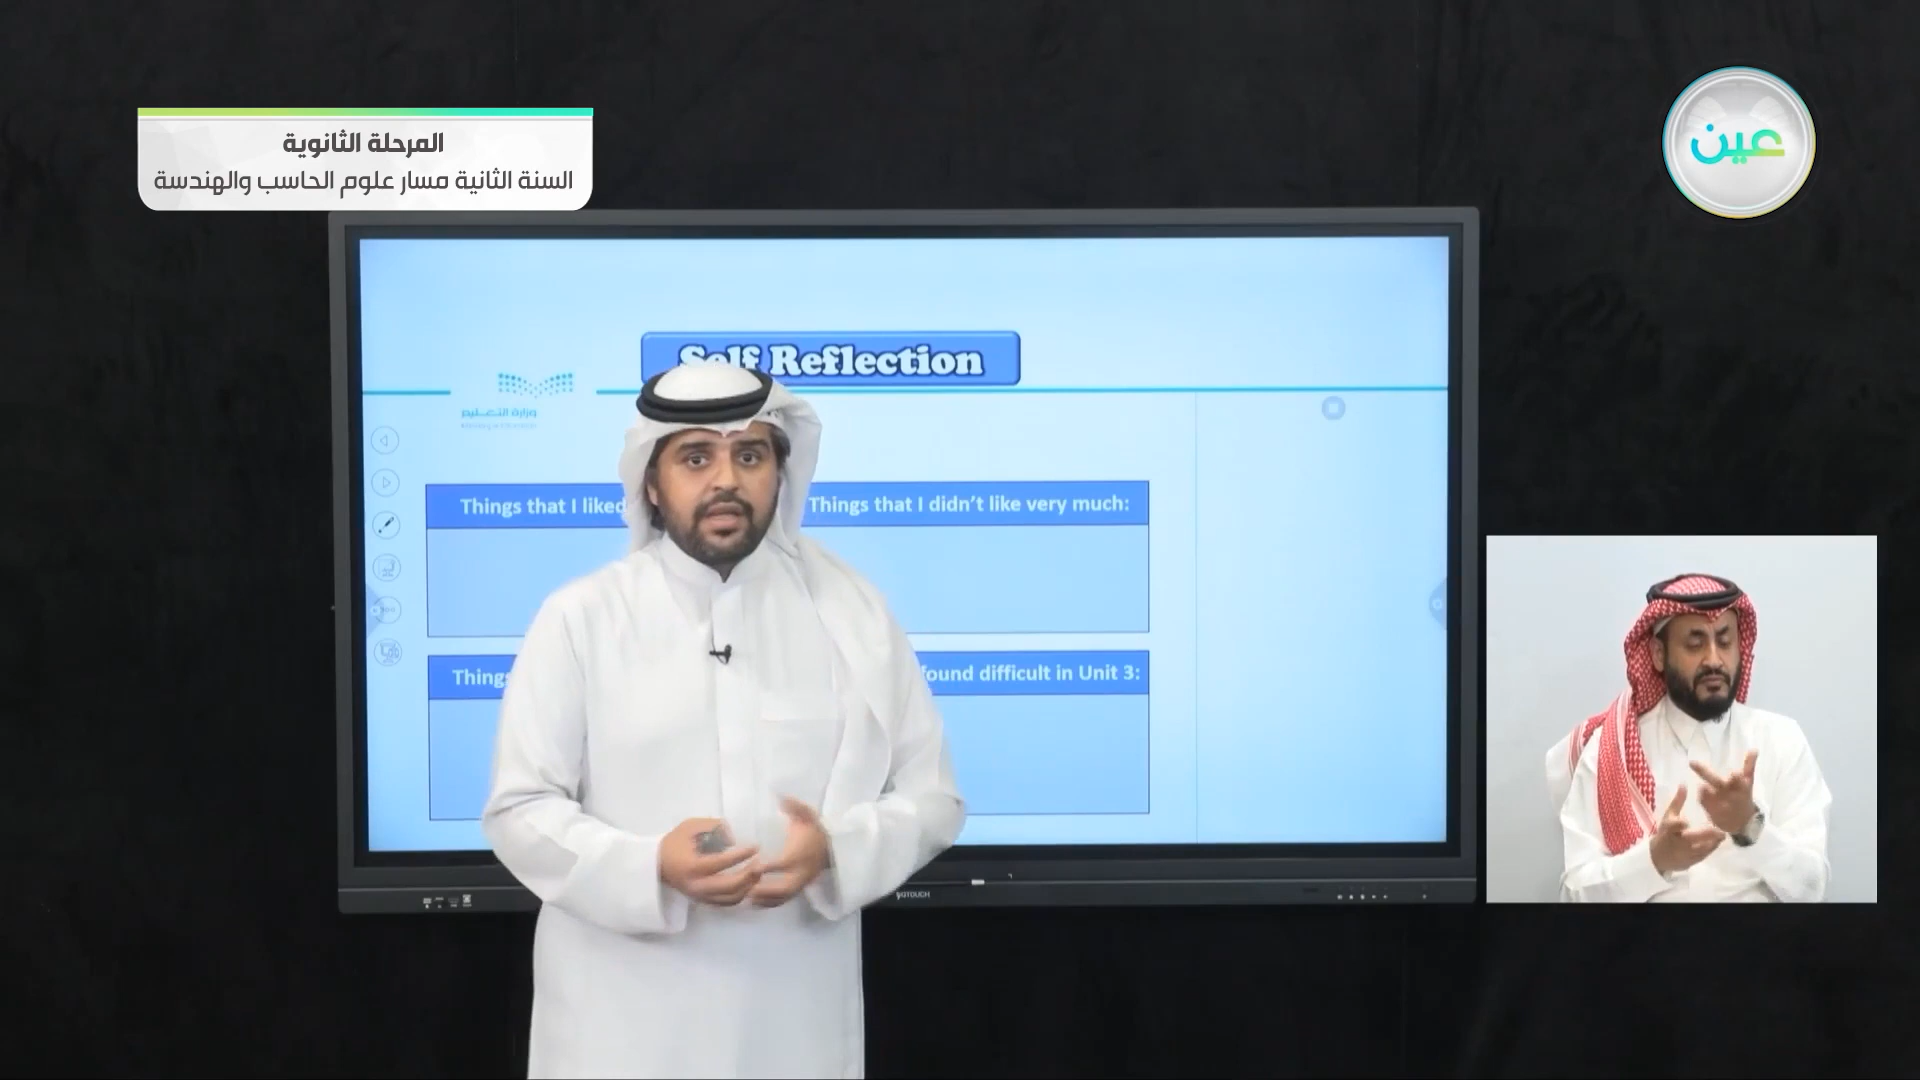 المرحلة الثانوية
السنة الثانية مسار علوم الحاسب والهندسة
عين
Self Reflection
وزارة التعليم
Things that I liked
Things that I didn't like very much:
Things
found difficult in Unit 3: